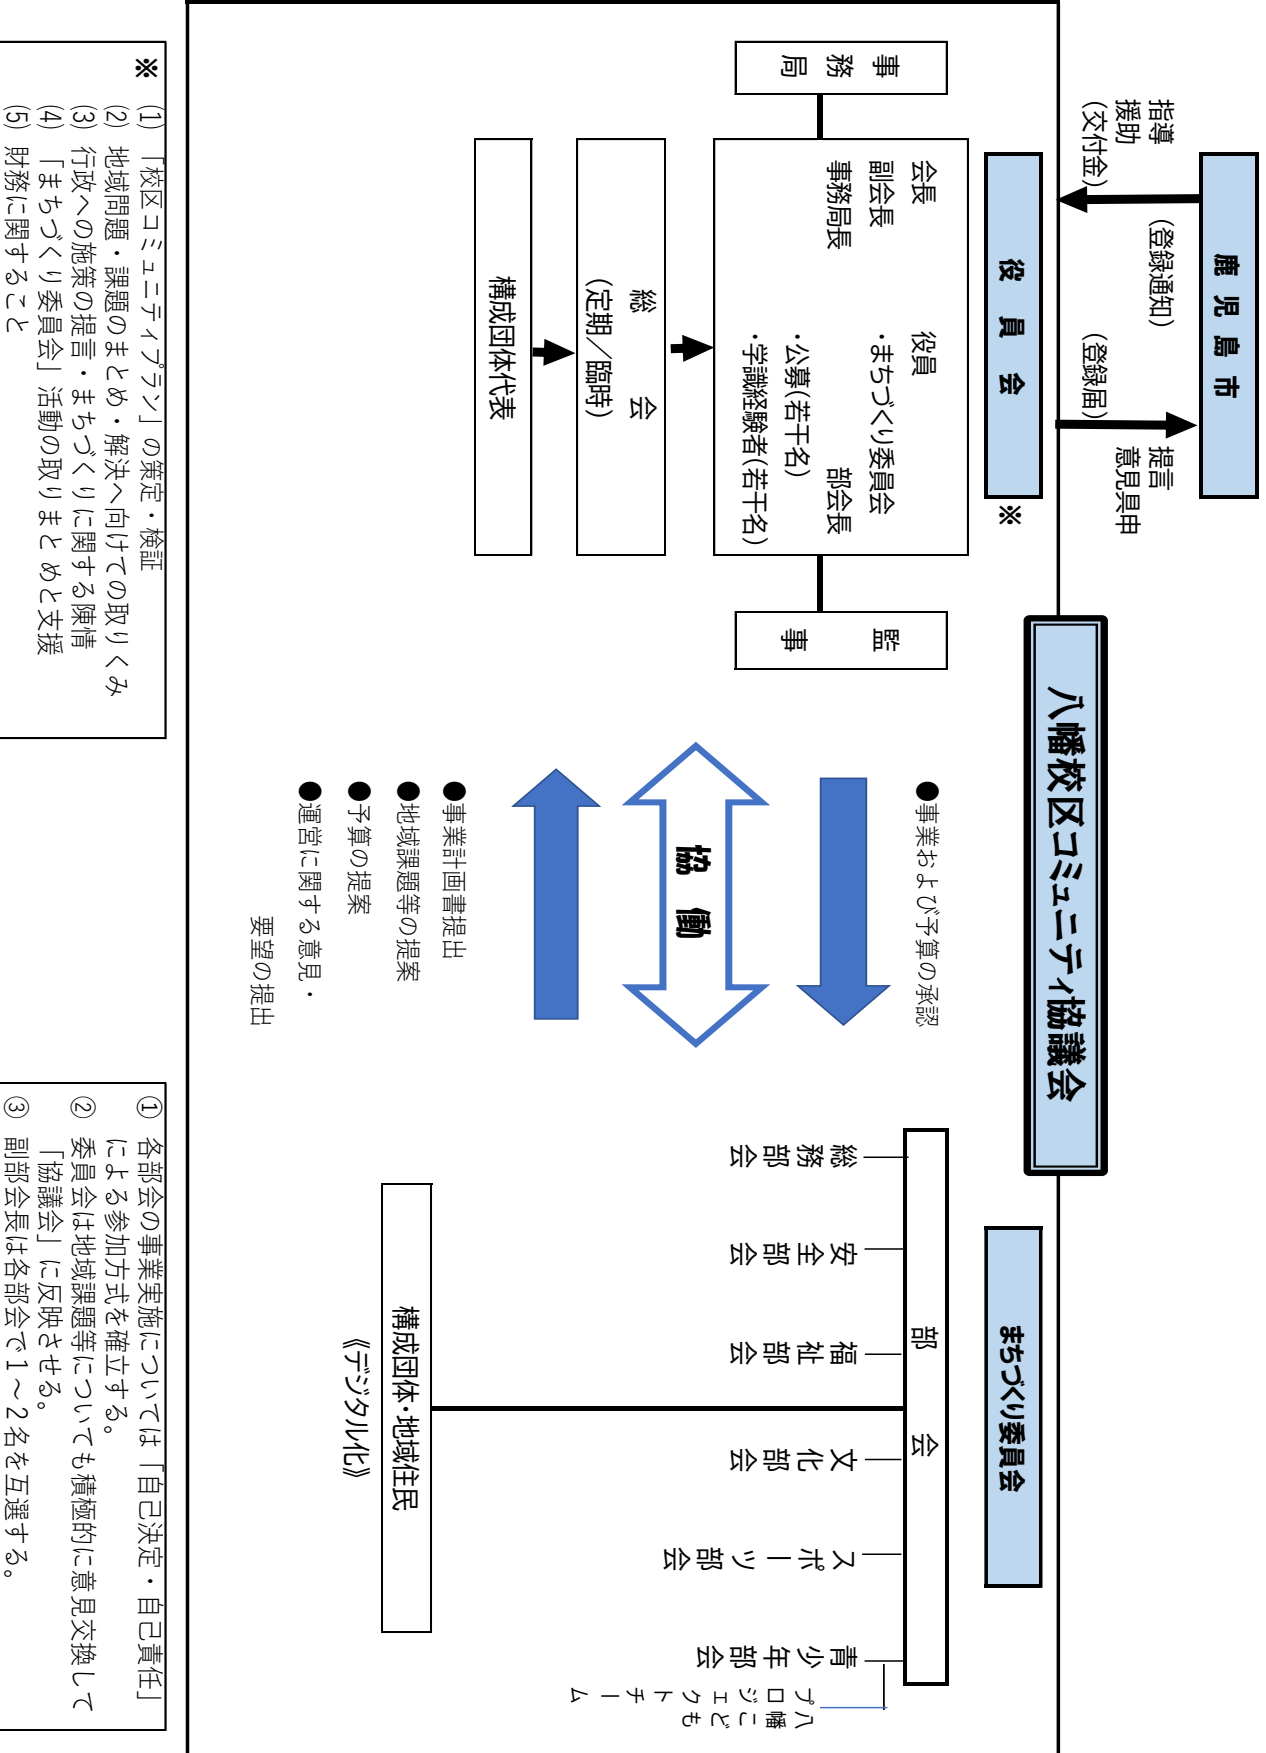 鹿児島市
指導
援助
(交付金)
(登録通知)
(登録届)
提言
意見具申
八幡校区コミュニティ協議会
役員会
※
まちづくり委員会
事務局
会長
副会長
事務局長
役員
・まちづくり委員会
部会長
・公募(若干名)
・学識経験者(若干名)
監事
総会
(定期／臨時)
構成団体代表
●事業および予算の承認
協働
●事業計画書提出
●地域課題等の提案
●予算の提案
●運営に関する意見・
要望の提出
部会
総務部会
安全部会
福祉部会
文化部会
スポーツ部会
青少年部会
八幡こども
プロジェクトチーム
構成団体・地域住民
《デジタル化》
※ (1) 「校区コミュニティプラン」の策定・検証
(2) 地域問題・課題のまとめ・解決へ向けての取りくみ
(3) 行政への施策の提言・まちづくりに関する陳情
(4) 「まちづくり委員会」活動の取りまとめと支援
(5) 財務に関すること
① 各部会の事業実施については「自己決定・自己責任」
による参加方式を確立する。
② 委員会は地域課題等についても積極的に意見交換して
「協議会」に反映させる。
③ 副部会長は各部会で１～２名を互選する。